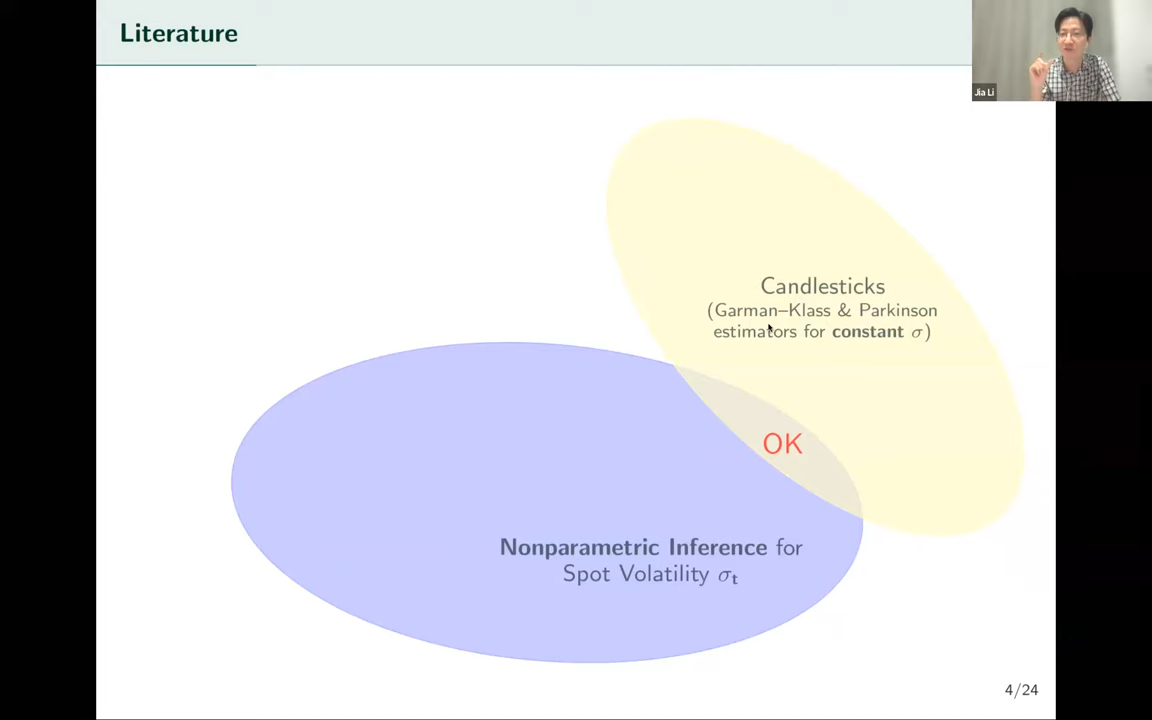 Literature
Jia Li
Candlesticks
(Garman–Klass & Parkinson
estimators for constant σ)
OK
Nonparametric Inference for
Spot Volatility σt
4/24